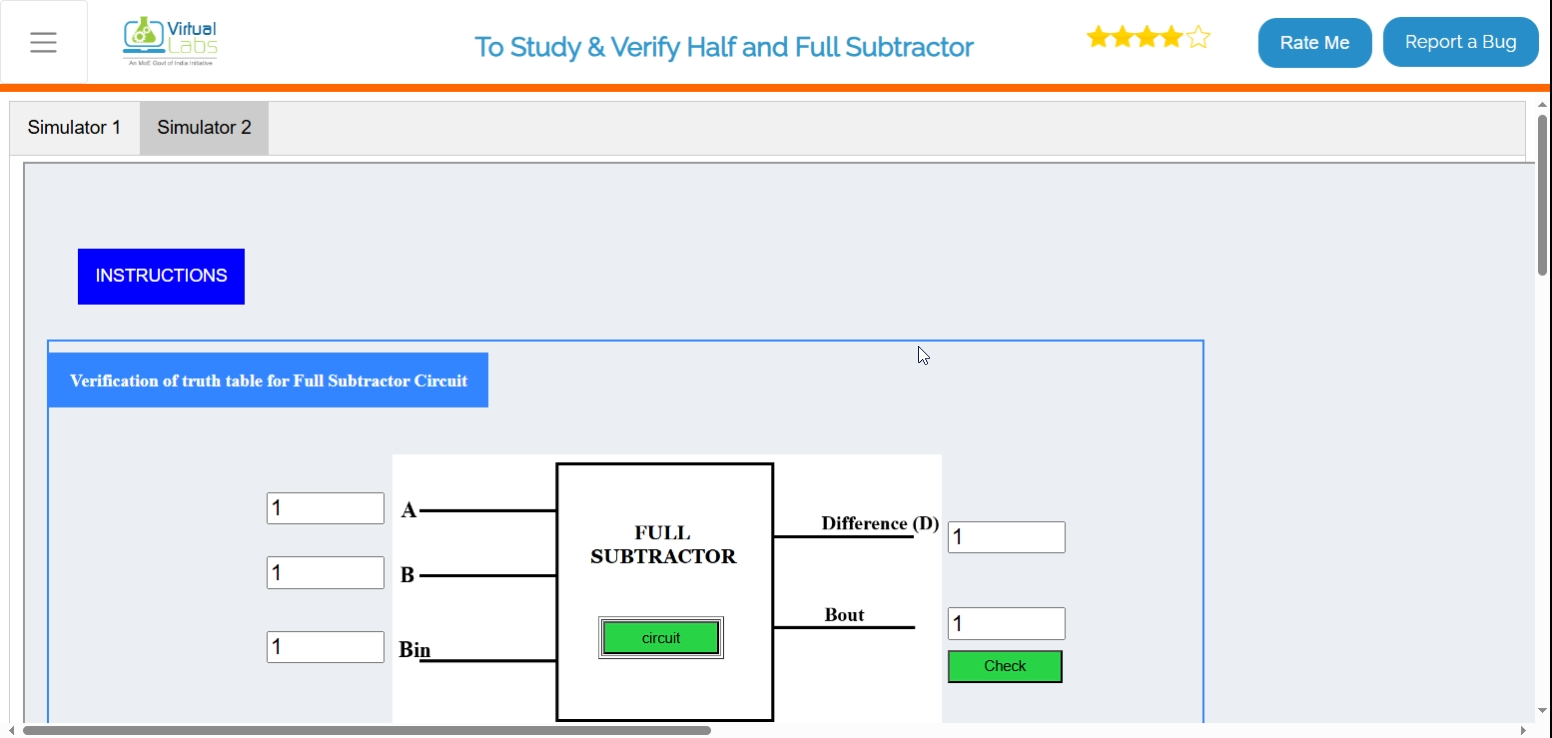 Virtual
Labs
An MoE Govt of India Initiative
To Study & Verify Half and Full Subtractor
Rate Me
Report a Bug
Simulator 1
Simulator 2
INSTRUCTIONS
Verification of truth table for Full Subtractor Circuit
1
A
FULL
SUBTRACTOR
Difference (D)
1
1
B
circuit
Bout
1
1
Bin
Check